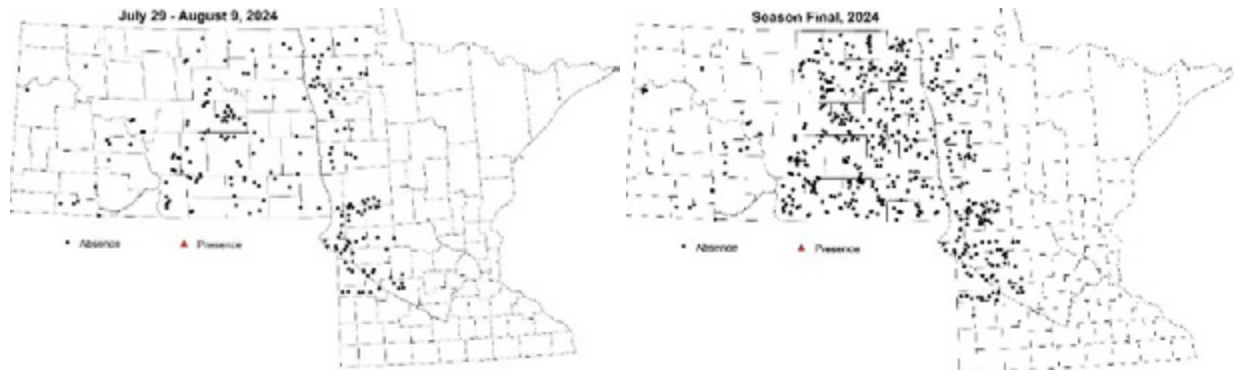 July 29 - August 9, 2024
Absence
Presence
Season Final, 2024
Absence
Presence